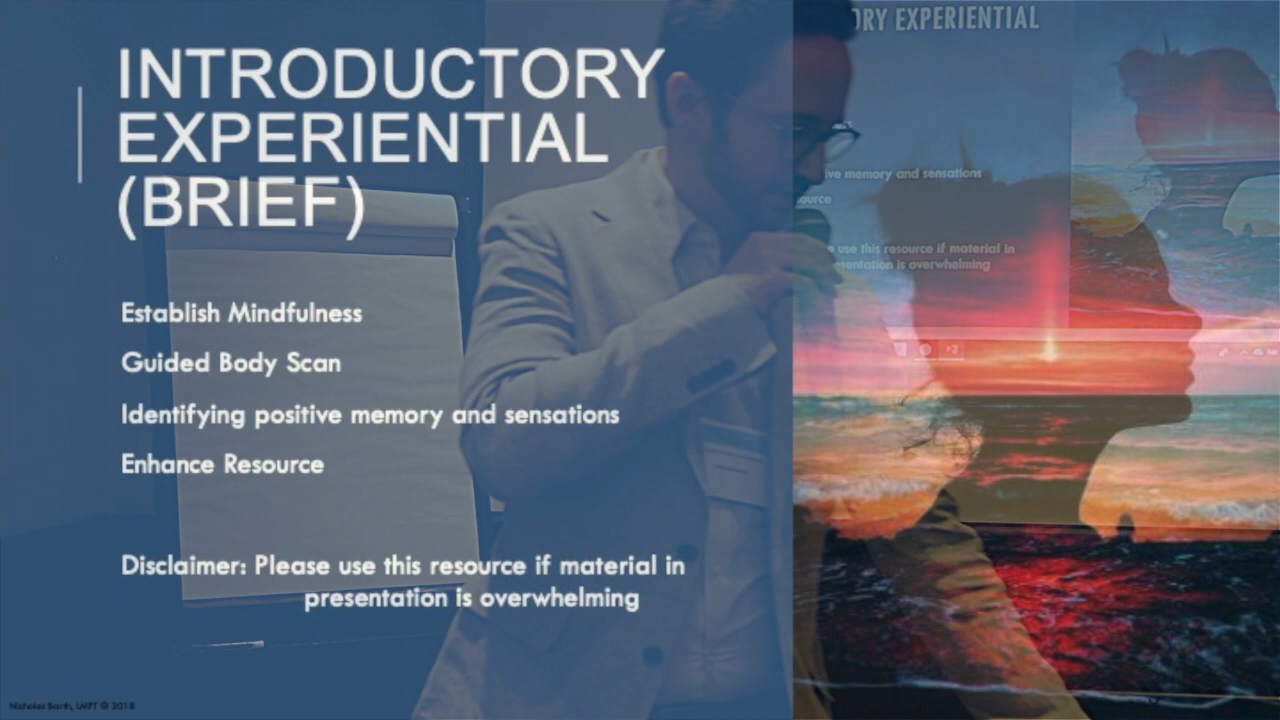 INTRODUCTORY
EXPERIENTIAL
(BRIEF)
Establish Mindfulness
Guided Body Scan
Identifying positive memory and sensations
Enhance Resource
Disclaimer: Please use this resource if material in
presentation is overwhelming
Nicholas Barth, LMFT © 2018
ORY EXPERIENTIAL
ive memory and sensations
ource
use this resource if material in
esentation is overwhelming